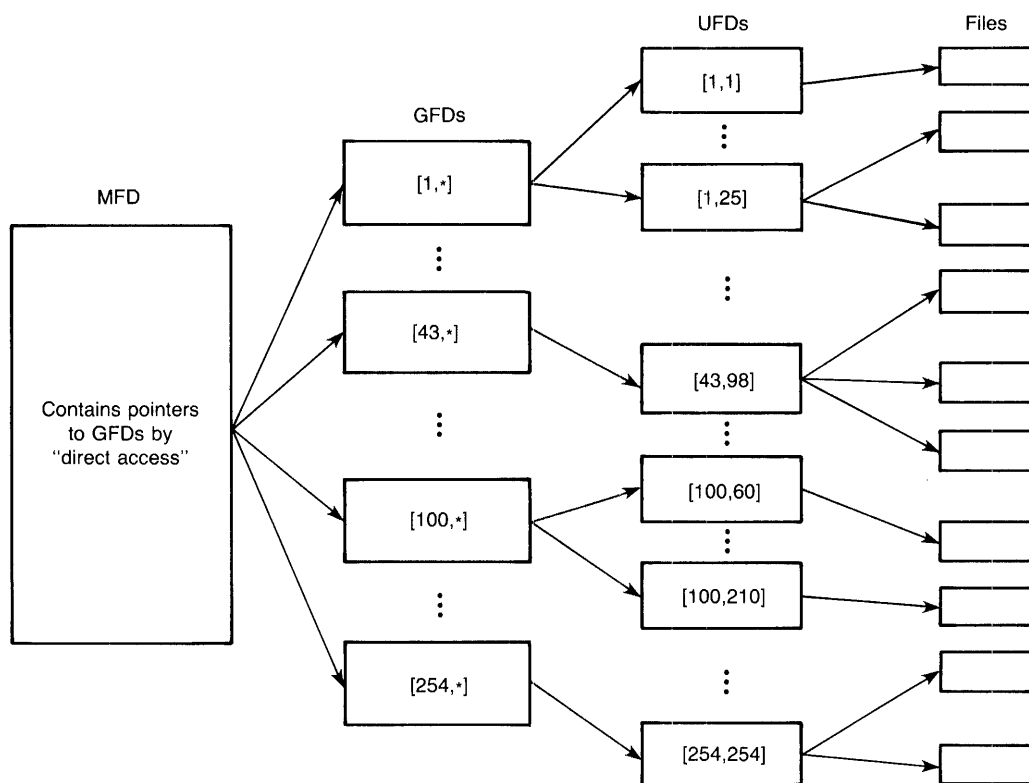 UFDs
Files
[1,1]
GFDs
[1,*]
[1,25]
MFD
[43,*]
[43,98]
Contains pointers
to GFDs by
"direct access"
[100,60]
[100,*]
[100,210]
[254,*]
[254,254]